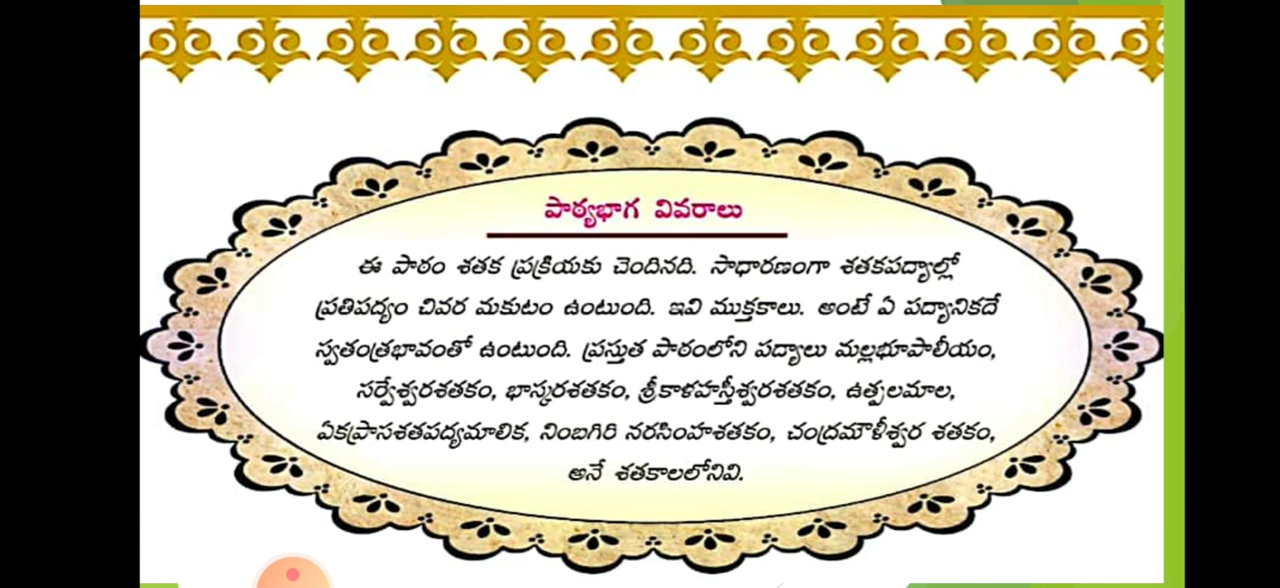 పాఠ్యభాగ వివరాలు
ఈ పాఠం శతక ప్రక్రియకు చెందినది. సాధారణంగా శతకపద్యాల్లో
ప్రతిపద్యం చివర మకుటం ఉంటుంది. ఇవి ముక్తకాలు. అంటే ఏ పద్యానికదే
స్వతంత్రభావంతో ఉంటుంది. ప్రస్తుత పాఠంలోని పద్యాలు మల్లభూపాలీయం,
సర్వేశ్వరశతకం, భాస్కరశతకం, శ్రీకాళహస్తీశ్వరశతకం, ఉత్పలమాల,
ఏకప్రాసశతపద్యమాలిక, నింబగిరి నరసింహశతకం, చంద్రమౌళీశ్వర శతకం,
అనే శతకాలలోనివి.